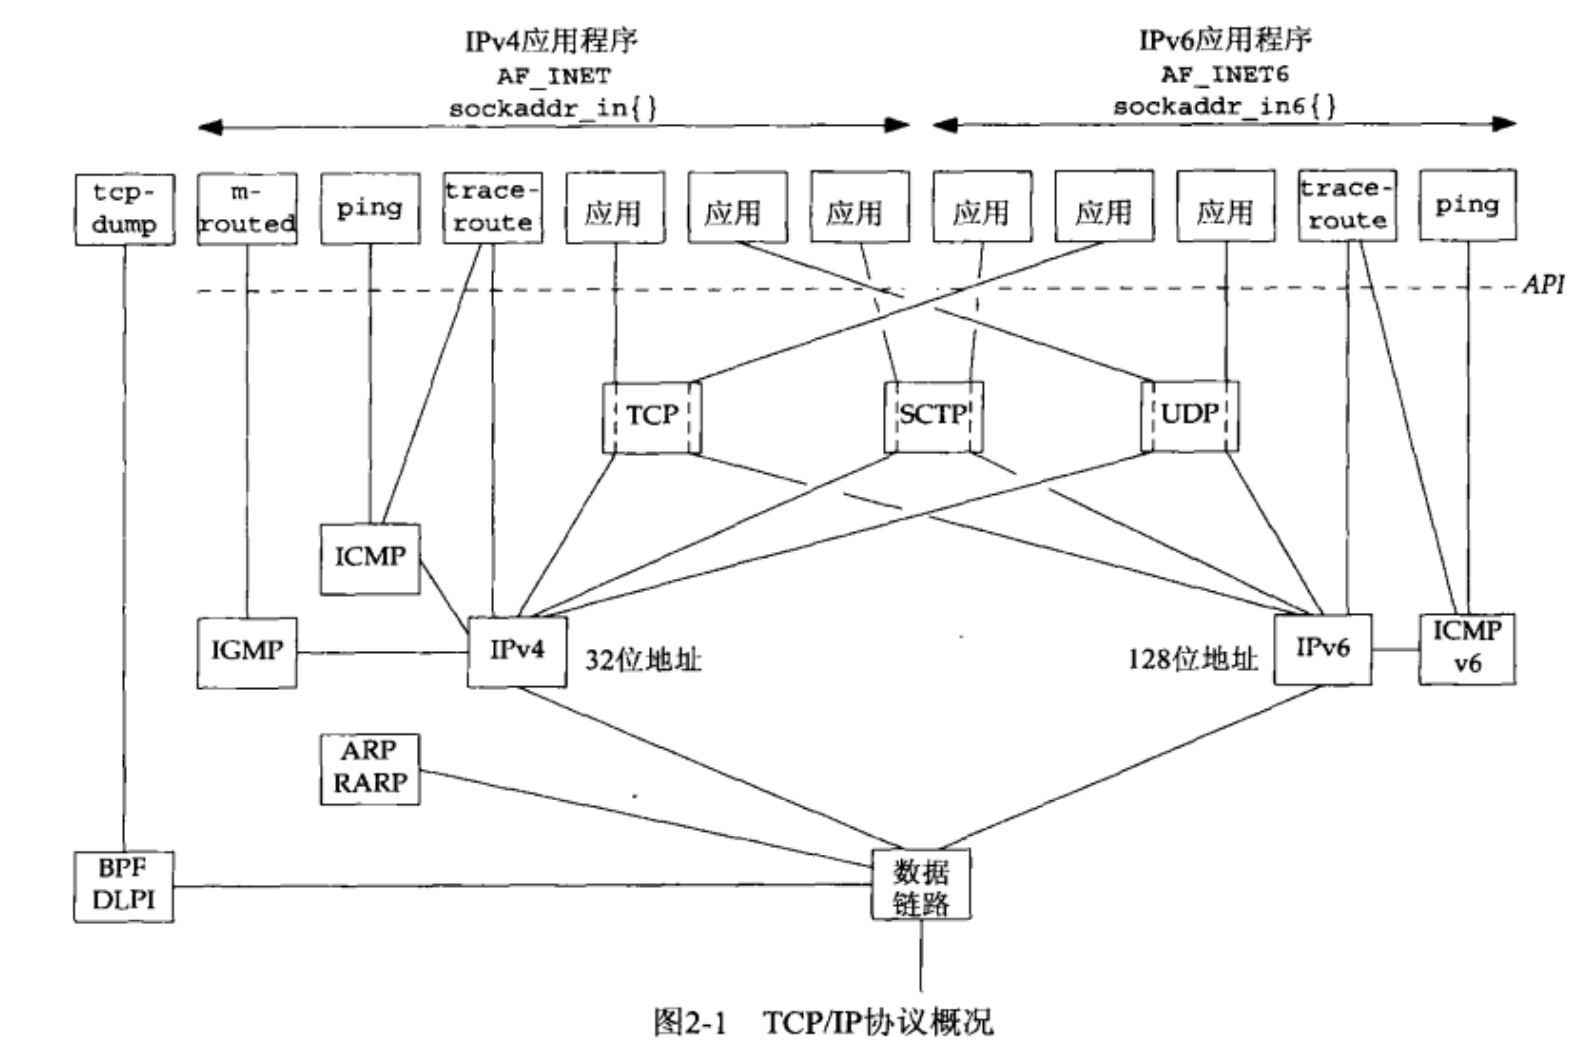 IPv4应用程序
AF_INET
sockaddr_in{}
IPv6应用程序
AF_INET6
sockaddr_in6{}
tcp-
dump
m-
routed
ping
trace-
route
应用
应用
应用
应用
应用
应用
trace-
route
ping
API
TCP
SCTP
UDP
ICMP
IGMP
IPv4
32位地址
128位地址
IPv6
ICMP
v6
ARP
RARP
BPF
DLPI
数据
链路
图2-1 TCP/IP协议概况